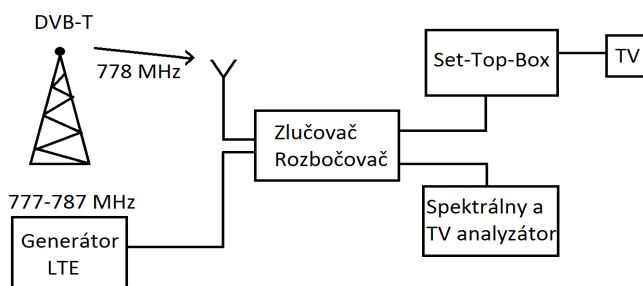 DVB-T
778 MHz
Set-Top-Box
TV
Zlučovač
Rozbočovač
777-787 MHz
Generátor
LTE
Spektrálny a
TV analyzátor